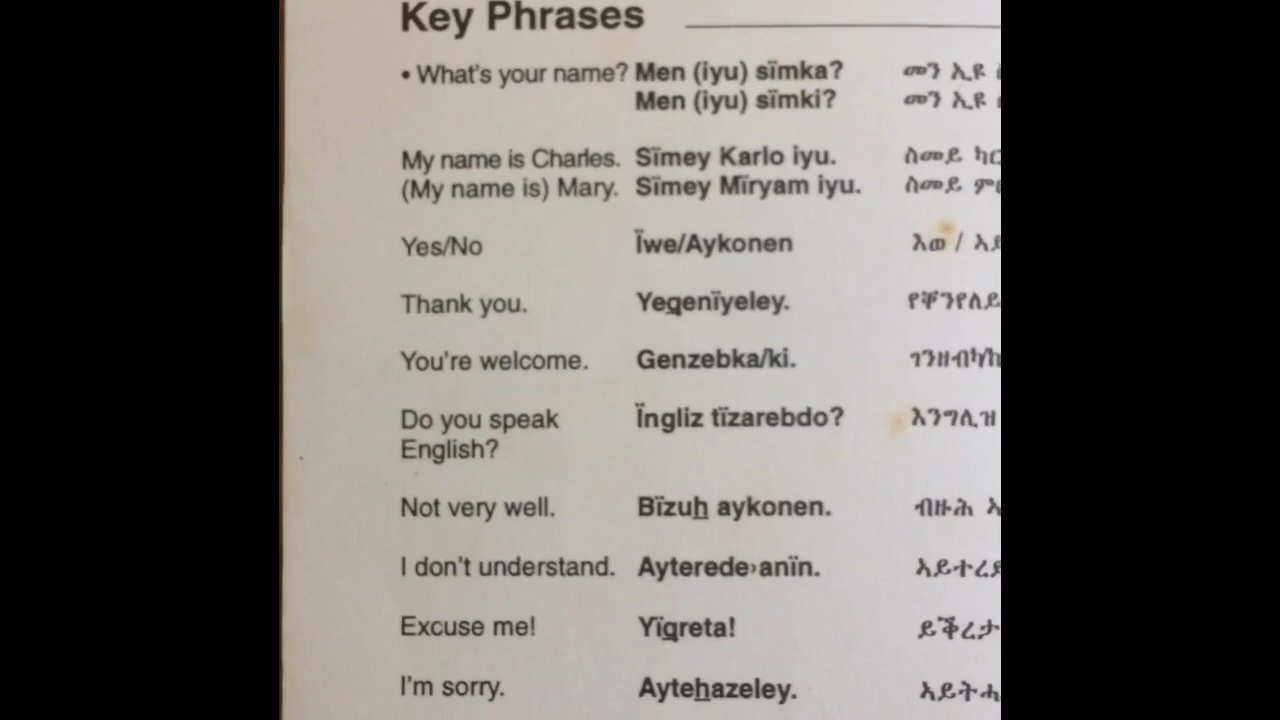 Key Phrases
• What's your name? Men (iyu) sïmka? መን ኢዩ
Men (iyu) sïmki? መን ኢዩ
My name is Charles. Sïmey Karlo iyu. ስመይ
(My name is) Mary. Sïmey Mïryam iyu. ስመይ
Yes/No Ïwe/Aykonen እወ /
Thank you. Yeqenïyeley. የቐንየለይ
You're welcome. Genzebka/ki. ገንዘብካ/
Do you speak Ïngliz tïzarebdo? እንግሊዝ
English?
Not very well. Bïzuh aykonen. ብዙሕ
I don't understand. Ayterede›anïn.
Excuse me! Yïqreta! ይቕረታ
I'm sorry. Aytehazeley.